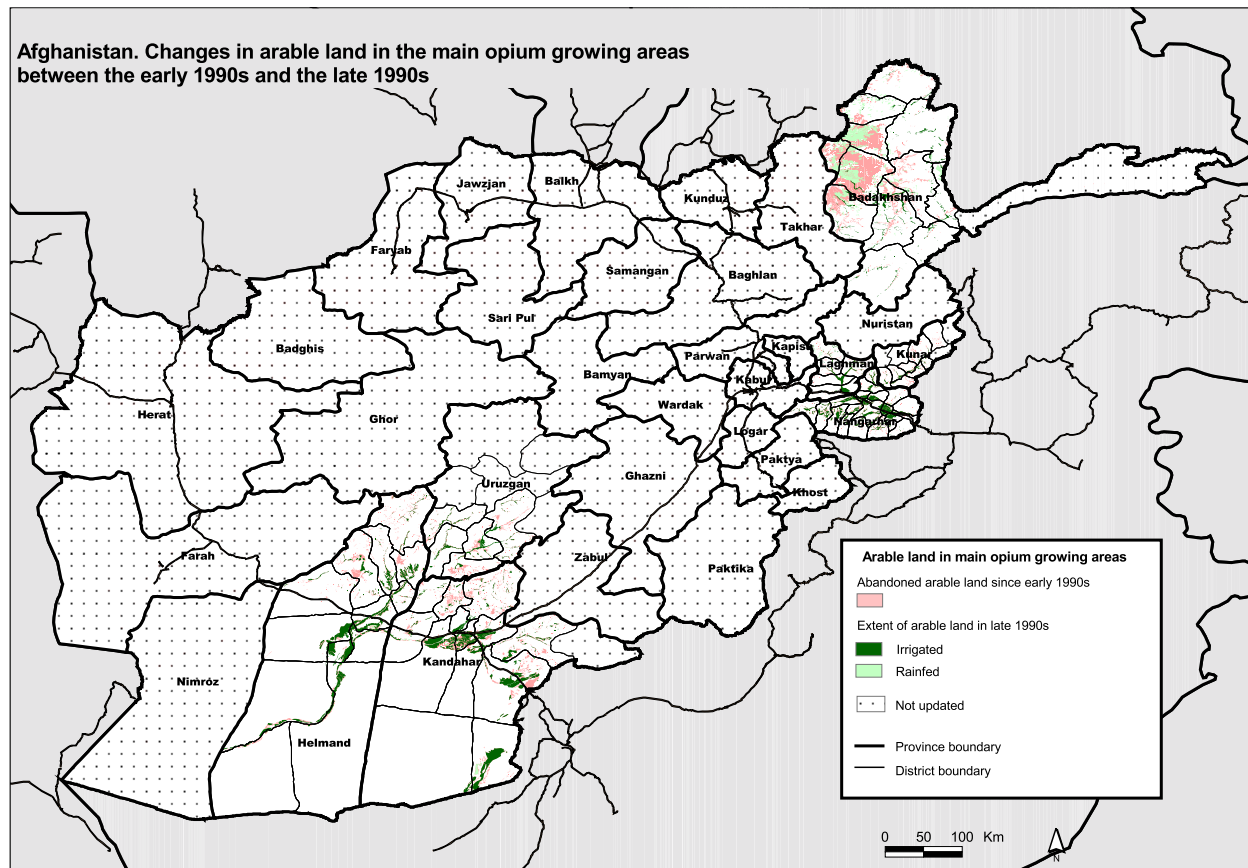 Afghanistan. Changes in arable land in the main opium growing areas
between the early 1990s and the late 1990s
Jawzjan
Balkh
Kunduz
Badakhshan
Takhar
Faryab
Samangan
Baghlan
Sari Pul
Nuristan
Badghis
Kapisa
Kunar
Parwan
Laghman
Bamyan
Kabul
Herat
Wardak
Ghor
Nangarhar
Logar
Paktya
Ghazni
Uruzgan
Khost
Farah
Zabul
Paktika
Kandahar
Nimroz
Helmand
Arable land in main opium growing areas
Abandoned arable land since early 1990s
Extent of arable land in late 1990s
Irrigated
Rainfed
Not updated
Province boundary
District boundary
0 50 100 Km
N